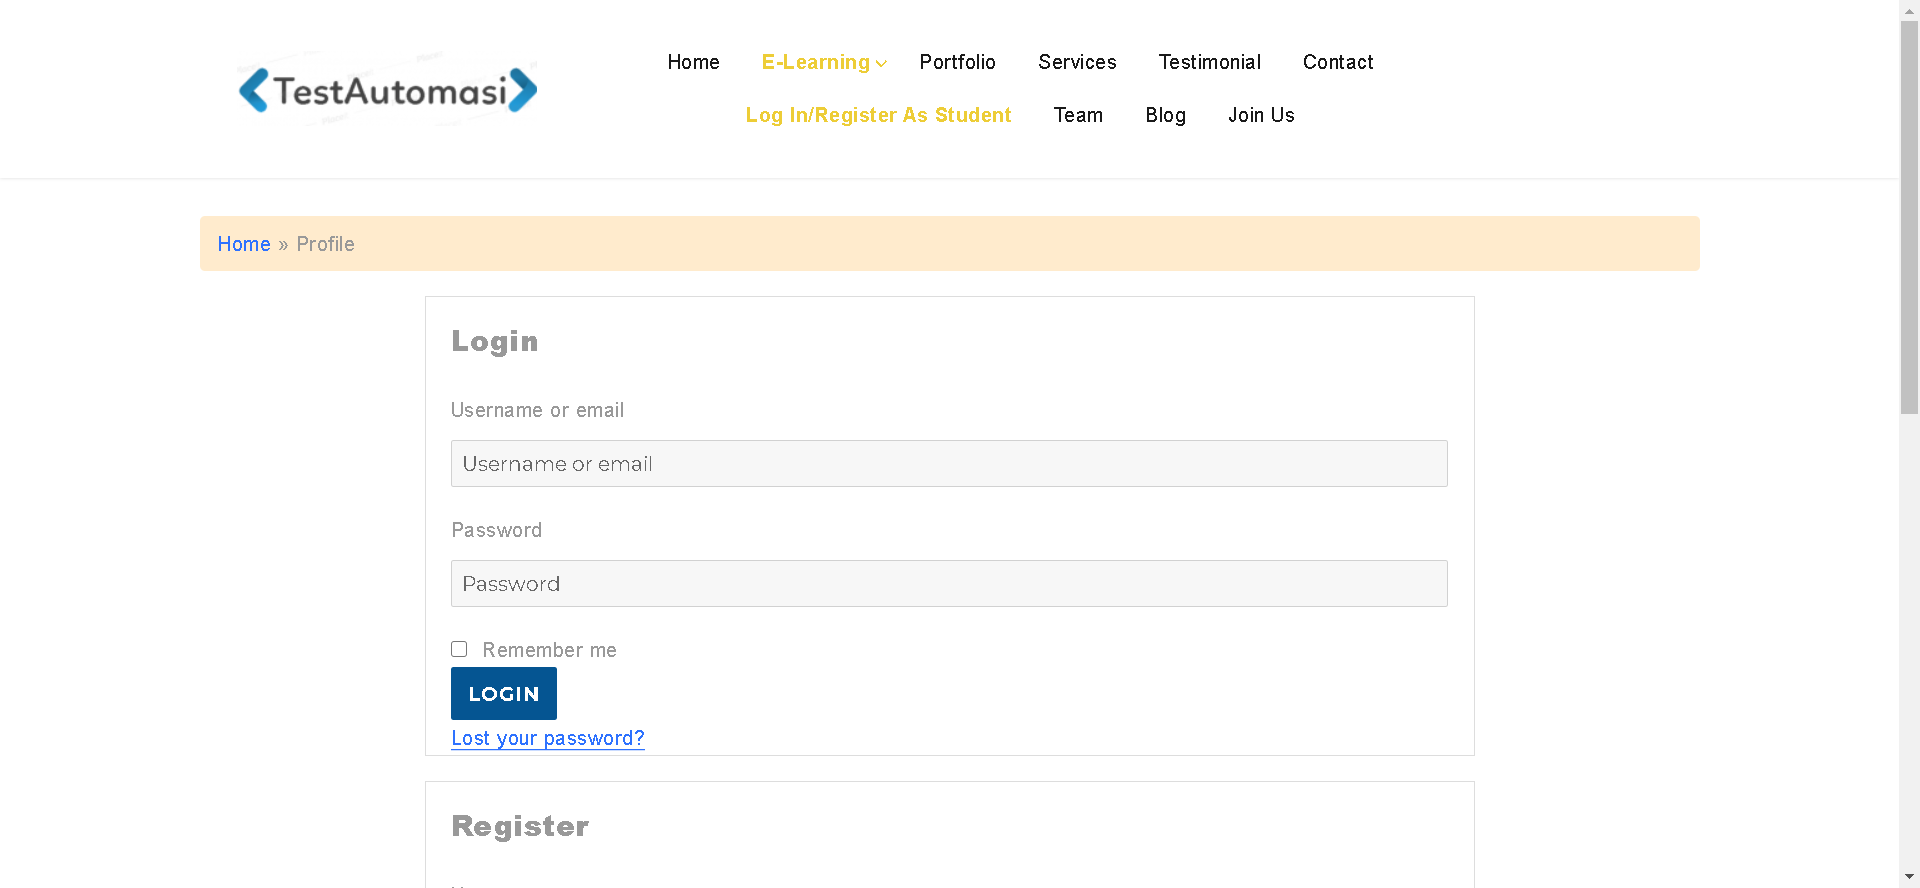 TestAutomasi
Home E-Learning Portfolio Services Testimonial Contact
Log In/Register As Student Team Blog Join Us
Home » Profile
Login
Username or email
Username or email
Password
Password
Remember me
LOGIN
Lost your password?
Register